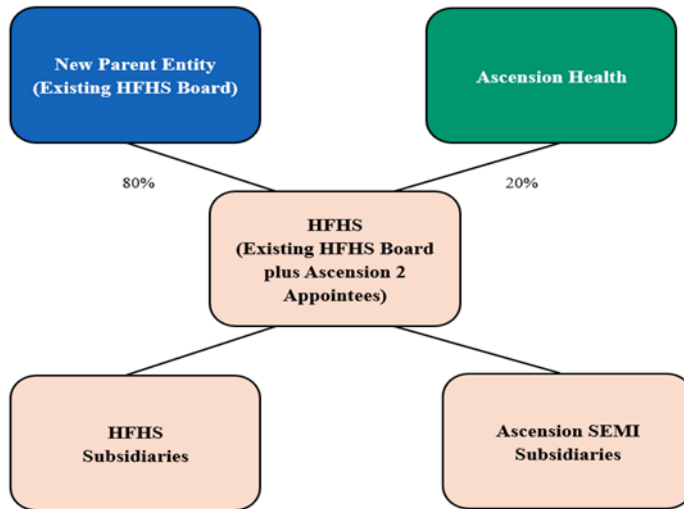 New Parent Entity
(Existing HFHS Board)
Ascension Health
80%
20%
HFHS
(Existing HFHS Board
plus Ascension 2
Appointees)
HFHS
Subsidiaries
Ascension SEMI
Subsidiaries